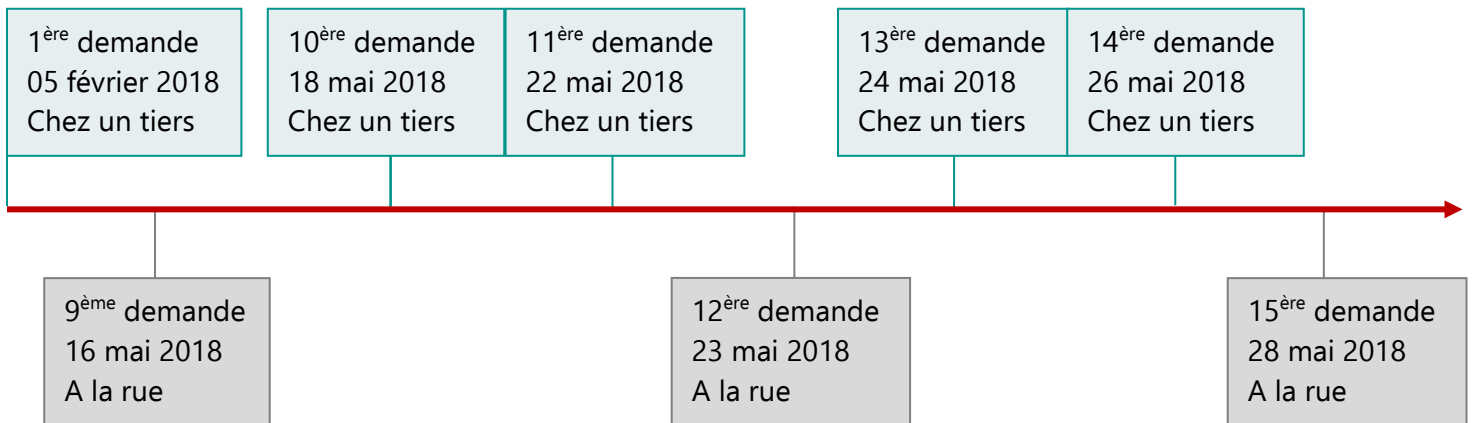 1ère demande
05 février 2018
Chez un tiers
10ère demande
18 mai 2018
Chez un tiers
11ère demande
22 mai 2018
Chez un tiers
13ère demande
24 mai 2018
Chez un tiers
14ère demande
26 mai 2018
Chez un tiers
9ème demande
16 mai 2018
A la rue
12ère demande
23 mai 2018
A la rue
15ère demande
28 mai 2018
A la rue